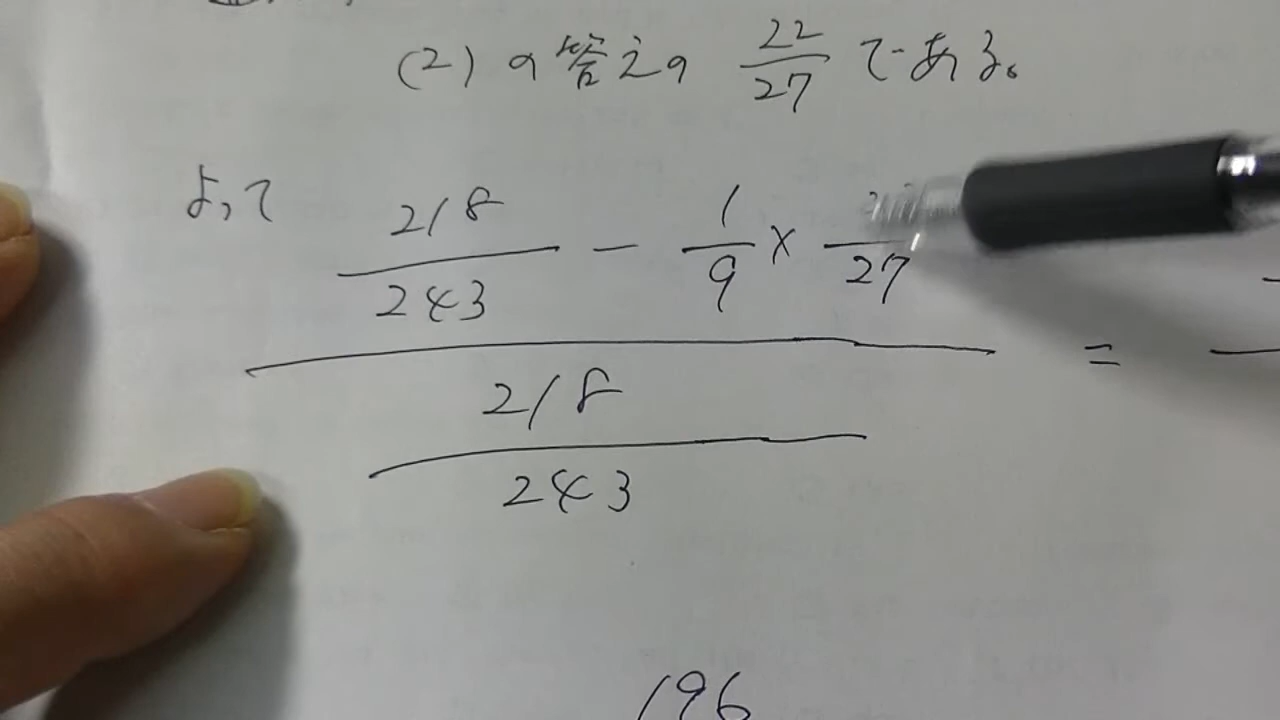 (2)の答えの 22/27 である。
よって
218/243 - 1/9 × /27
218/243
=
196